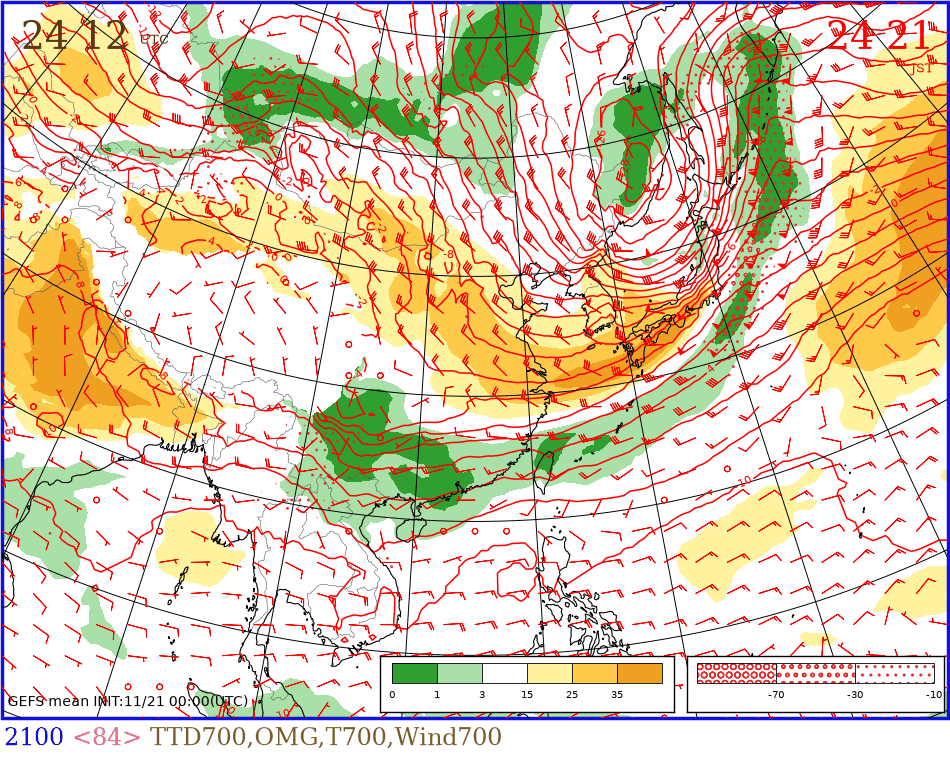 24 12 UTC
24 21
JST
0 1 3 15 25 35
-70 -30 -10
GEFS mean INIT:11/21 00:00(UTC)
2100 <84> TTD700,OMG,T700,Wind700